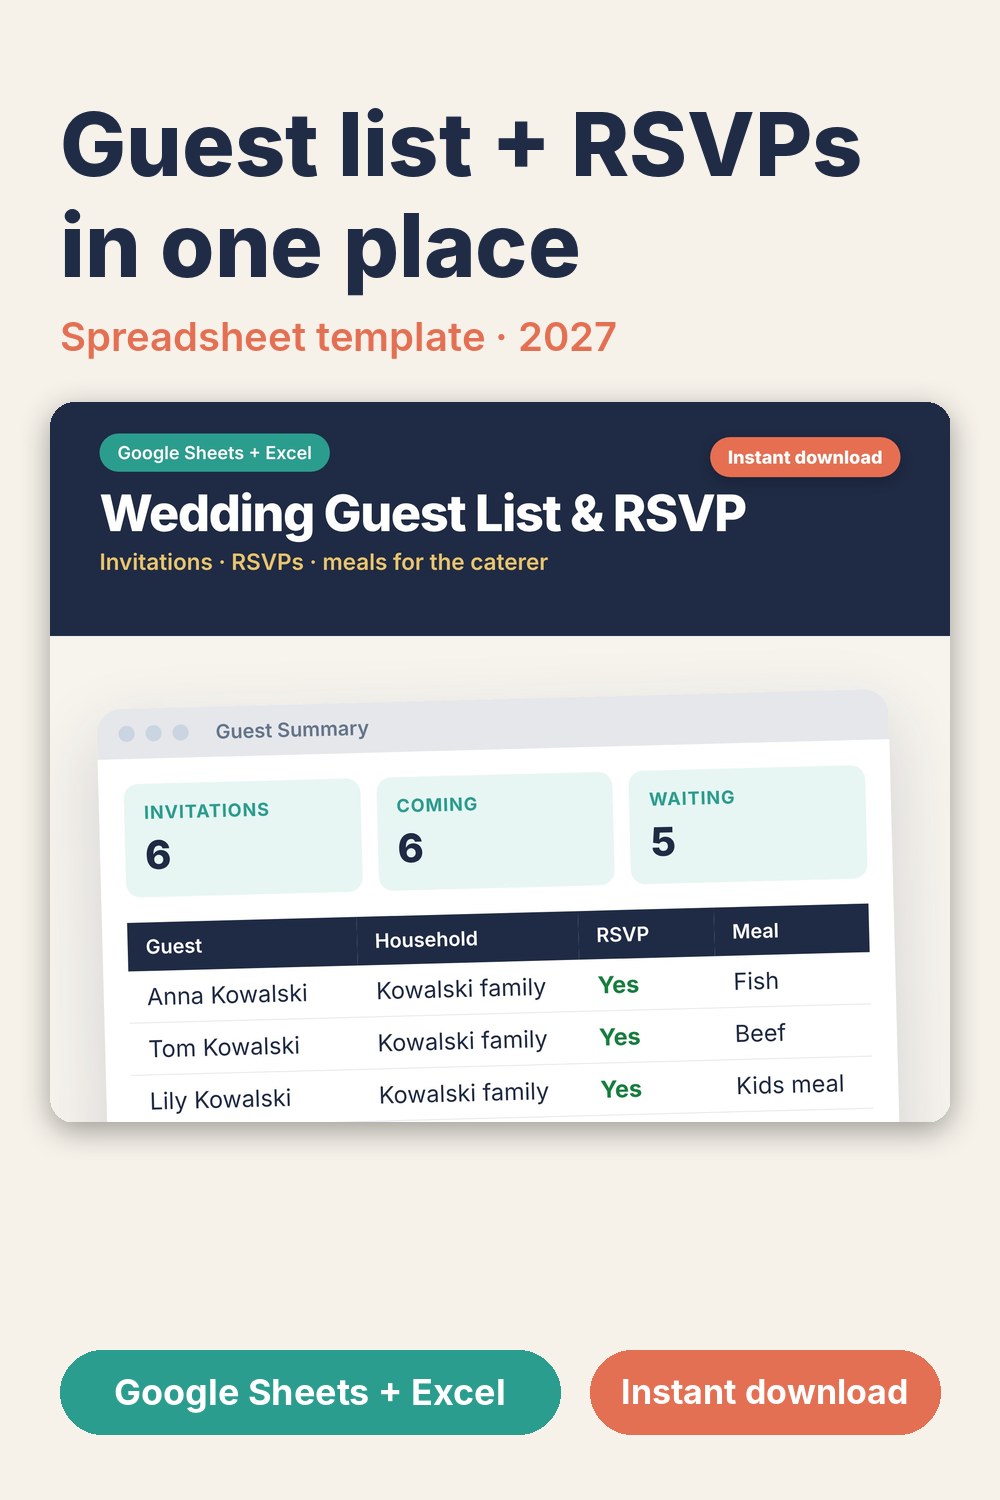 Guest list + RSVPs
in one place
Spreadsheet template · 2027
Google Sheets + Excel
Instant download
Wedding Guest List & RSVP
Invitations · RSVPs · meals for the caterer
Guest Summary
INVITATIONS COMING WAITING
6 6 5
Guest Household RSVP Meal
Anna Kowalski Kowalski family Yes Fish
Tom Kowalski Kowalski family Yes Beef
Lily Kowalski Kowalski family Yes Kids meal
Google Sheets + Excel Instant download